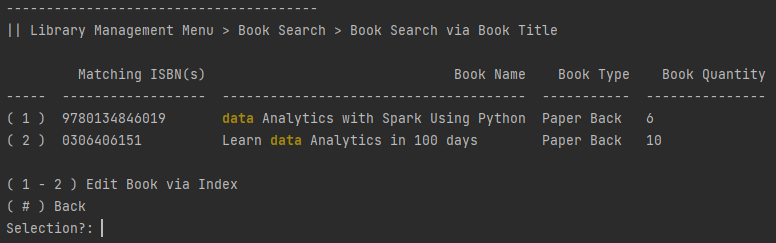 ---------------------------------------
|| Library Management Menu > Book Search > Book Search via Book Title
         Matching ISBN(s)                               Book Name    Book Type    Book Quantity
-----  ------------------  --------------------------------------  -----------  ---------------
( 1 )  9780134846019       data Analytics with Spark Using Python  Paper Back   6
( 2 )  0306406151          Learn data Analytics in 100 days        Paper Back   10
( 1 - 2 ) Edit Book via Index
( # ) Back
Selection?: